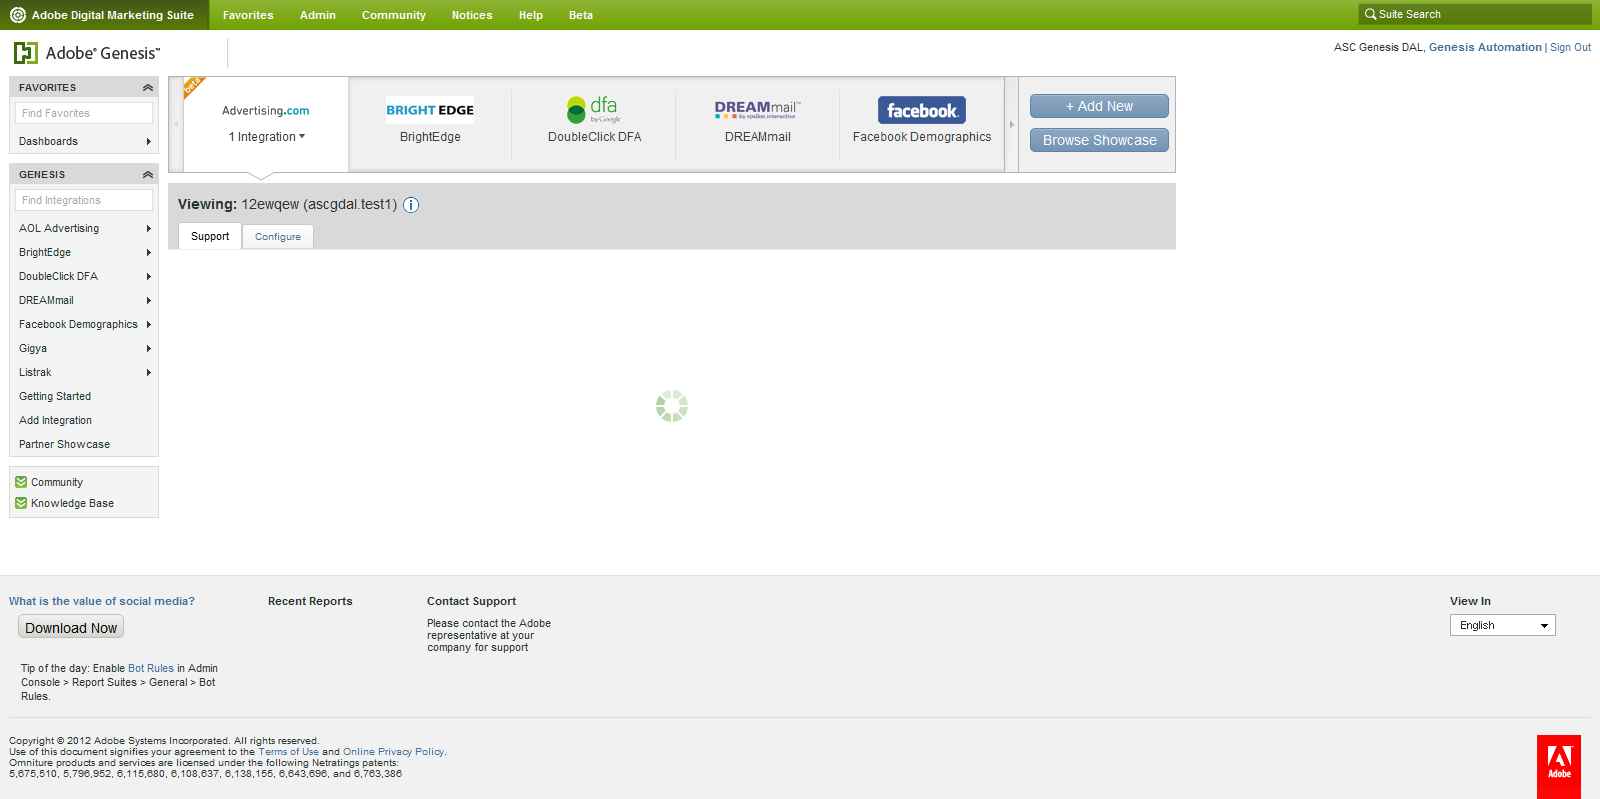 Adobe Digital Marketing Suite Favorites Admin Community Notices Help Beta Suite Search
Adobe® Genesis™
ASC Genesis DAL, Genesis Automation | Sign Out
FAVORITES
Find Favorites
Dashboards
GENESIS
Find Integrations
AOL Advertising
BrightEdge
DoubleClick DFA
DREAMmail
Facebook Demographics
Gigya
Listrak
Getting Started
Add Integration
Partner Showcase
Community
Knowledge Base
beta
Advertising.com
1 Integration
BRIGHT EDGE
BrightEdge
dfa
by Google
DoubleClick DFA
DREAMmail™
by epsilon interactive
DREAMmail
facebook.
Facebook Demographics
+ Add New
Browse Showcase
Viewing: 12ewqew (ascgdal.test1) i
Support Configure
What is the value of social media?
Download Now
Tip of the day: Enable Bot Rules in Admin
Console > Report Suites > General > Bot
Rules.
Recent Reports
Contact Support
Please contact the Adobe
representative at your
company for support
View In
English
Copyright © 2012 Adobe Systems Incorporated. All rights reserved.
Use of this document signifies your agreement to the Terms of Use and Online Privacy Policy.
Omniture products and services are licensed under the following Netratings patents:
5,675,510, 5,796,952, 6,115,680, 6,108,637, 6,138,155, 6,643,696, and 6,763,386
Adobe